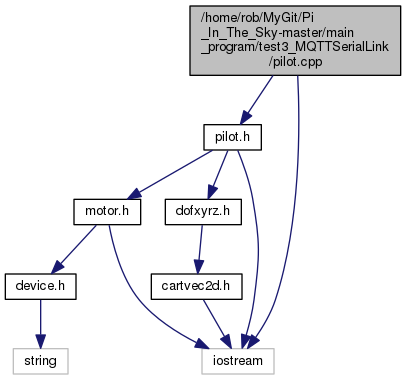 /home/rob/MyGit/Pi
_In_The_Sky-master/main
_program/test3_MQTTSerialLink
/pilot.cpp
pilot.h
motor.h
dofxyrz.h
device.h
cartvec2d.h
string
iostream